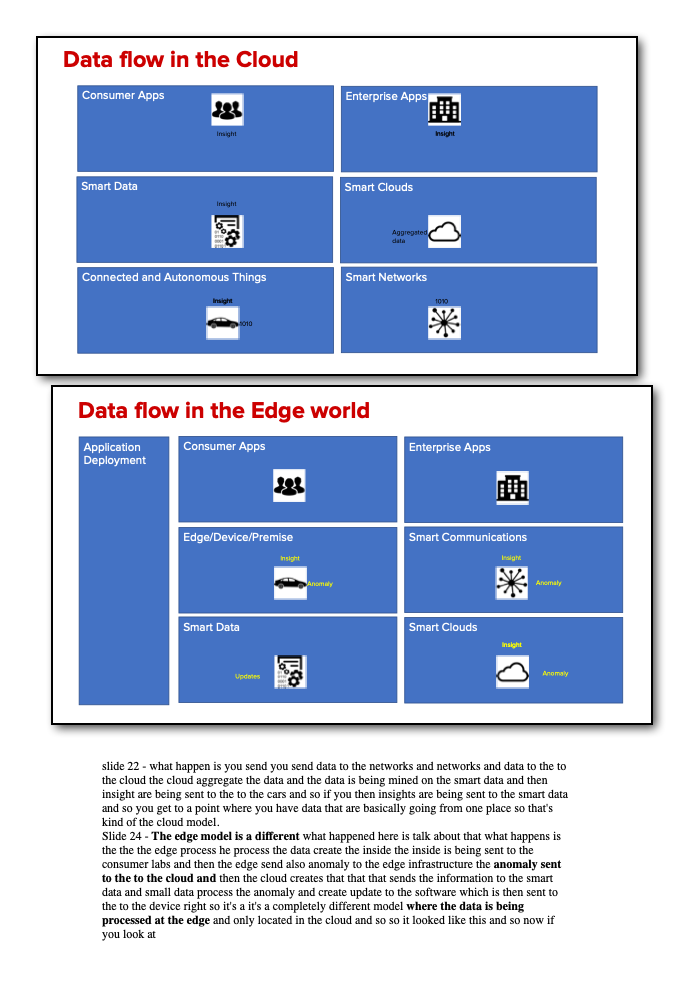 Data flow in the Cloud
Consumer Apps
Insight
Enterprise Apps
Insight
Smart Data
Insight
Smart Clouds
Aggregated
data
Connected and Autonomous Things
Insight
1010
Smart Networks
1010
Data flow in the Edge world
Application
Deployment
Consumer Apps
Enterprise Apps
Edge/Device/Premise
Insight
Anomaly
Smart Communications
Insight
Anomaly
Smart Data
Updates
Smart Clouds
Insight
Anomaly
slide 22 - what happen is you send you send data to the networks and networks and data to the to
the cloud the cloud aggregate the data and the data is being mined on the smart data and then
insight are being sent to the to the cars and so if you then insights are being sent to the smart data
and so you get to a point where you have data that are basically going from one place so that's
kind of the cloud model.
Slide 24 - The edge model is a different what happened here is talk about that what happens is
the the the edge process he process the data create the inside the inside is being sent to the
consumer labs and then the edge send also anomaly to the edge infrastructure the anomaly sent
to the to the cloud and then the cloud creates that that that sends the information to the smart
data and small data process the anomaly and create update to the software which is then sent to
the to the device right so it's a it's a completely different model where the data is being
processed at the edge and only located in the cloud and so so it looked like this and so now if
you look at